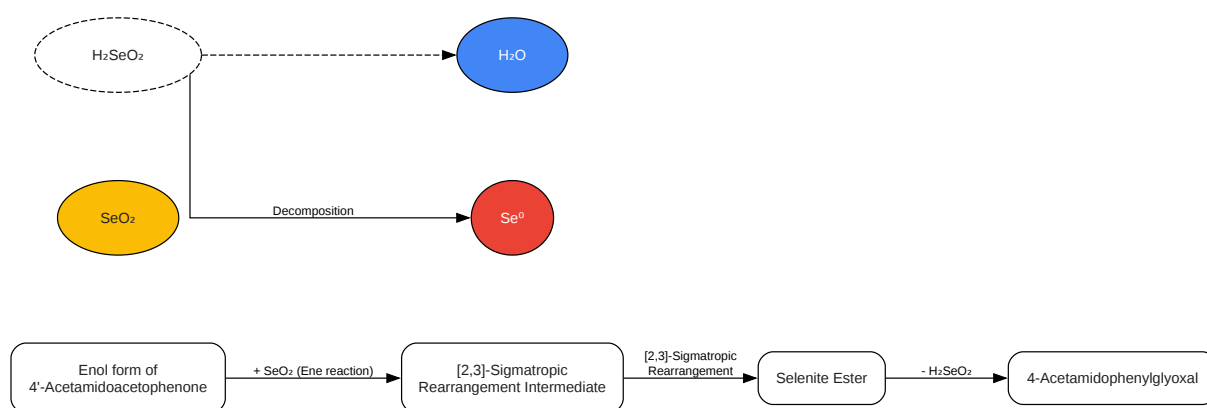 H₂SeO₂
H₂O
SeO₂
Decomposition
Se⁰
Enol form of
4'-Acetamidoacetophenone
+ SeO₂ (Ene reaction)
[2,3]-Sigmatropic
Rearrangement Intermediate
[2,3]-Sigmatropic
Rearrangement
Selenite Ester
- H₂SeO₂
4-Acetamidophenylglyoxal